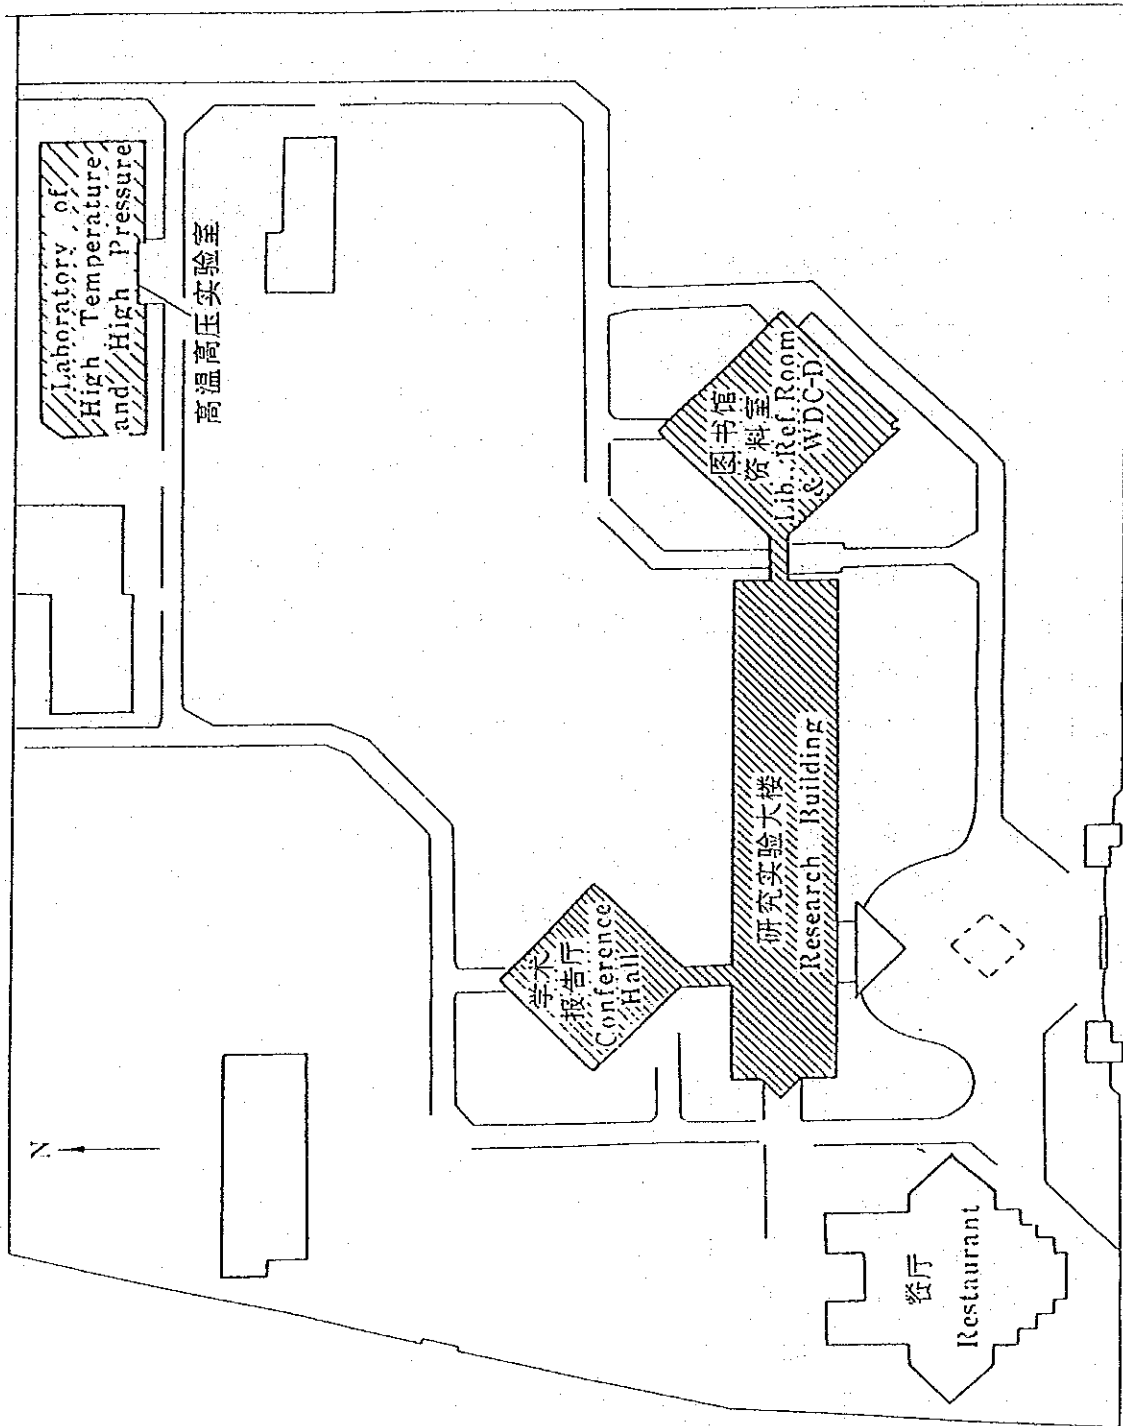 N
Laboratory of
High Temperature
and High Pressure
高温高压实验室
图书馆
资料室
Lib. Ref. Room
& WDC-D
学术
报告厅
Conference
Hall
研究实验大楼
Research Building
餐厅
Restaurant